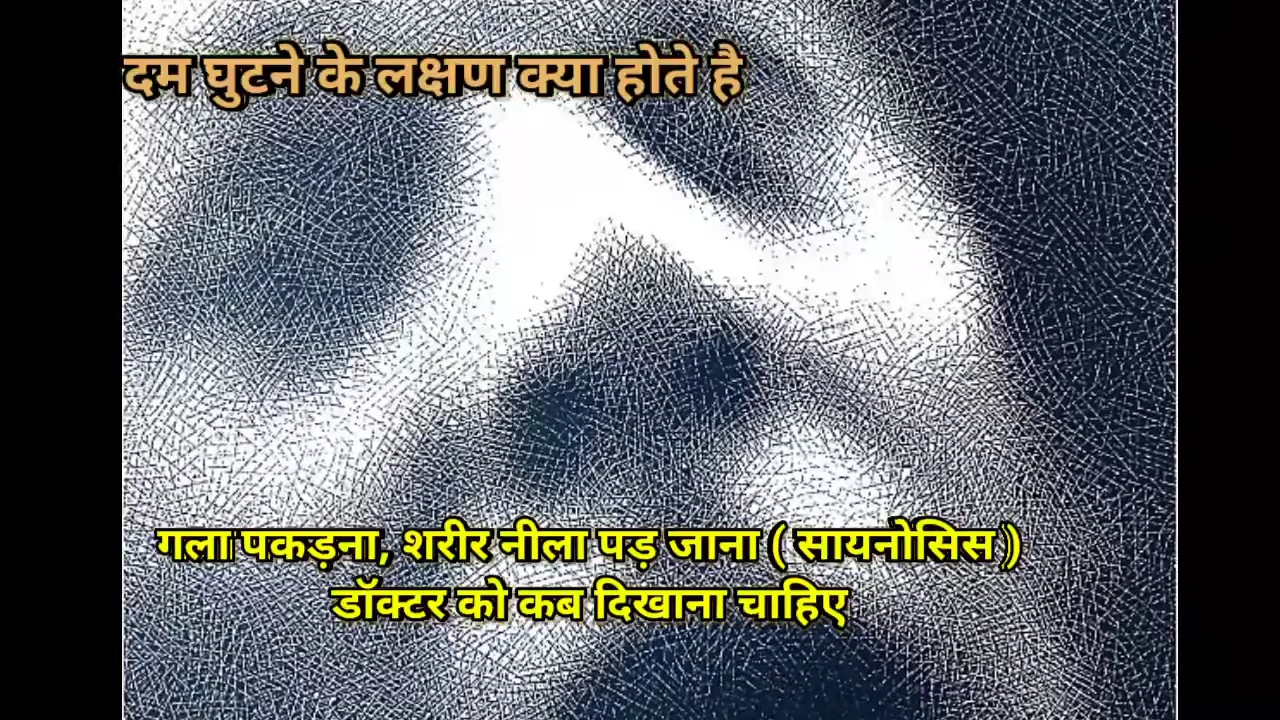 दम घुटने के लक्षण क्या होते है
गला पकड़ना, शरीर नीला पड़ जाना ( सायनोसिस )
डॉक्टर को कब दिखाना चाहिए